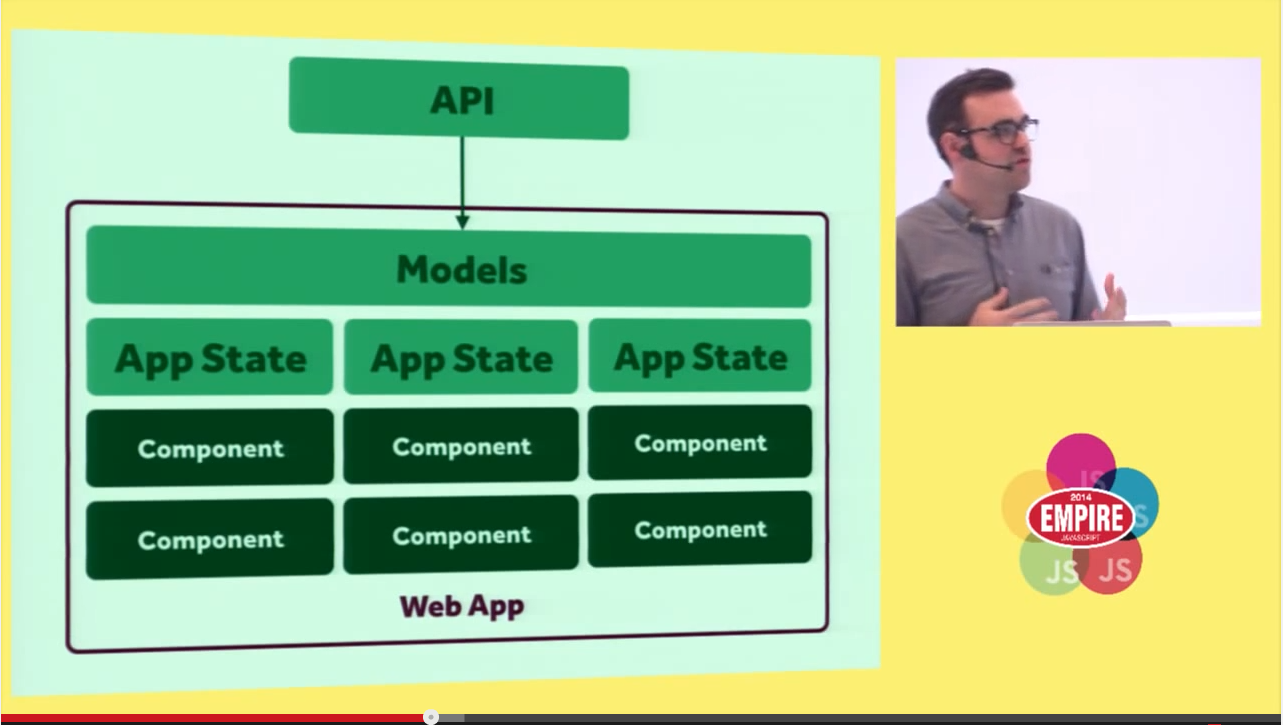 API
Models
App State App State App State
Component Component Component
Component Component Component
Web App
JS
JS
2014
EMPIRE
JAVASCRIPT
JS JS